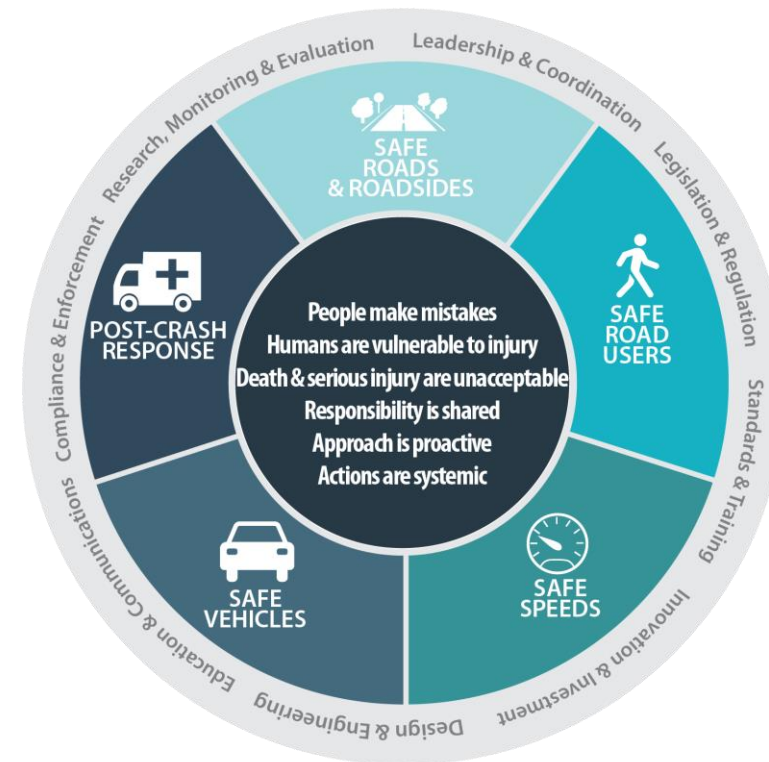 Leadership & Coordination
Legislation & Regulation
Standards & Training
Innovation & Investment
Design & Engineering
Education & Communications
Compliance & Enforcement
Research, Monitoring & Evaluation
SAFE
ROADS
& ROADSIDES
SAFE
ROAD
USERS
SAFE
SPEEDS
SAFE
VEHICLES
POST-CRASH
RESPONSE
People make mistakes
Humans are vulnerable to injury
Death & serious injury are unacceptable
Responsibility is shared
Approach is proactive
Actions are systemic